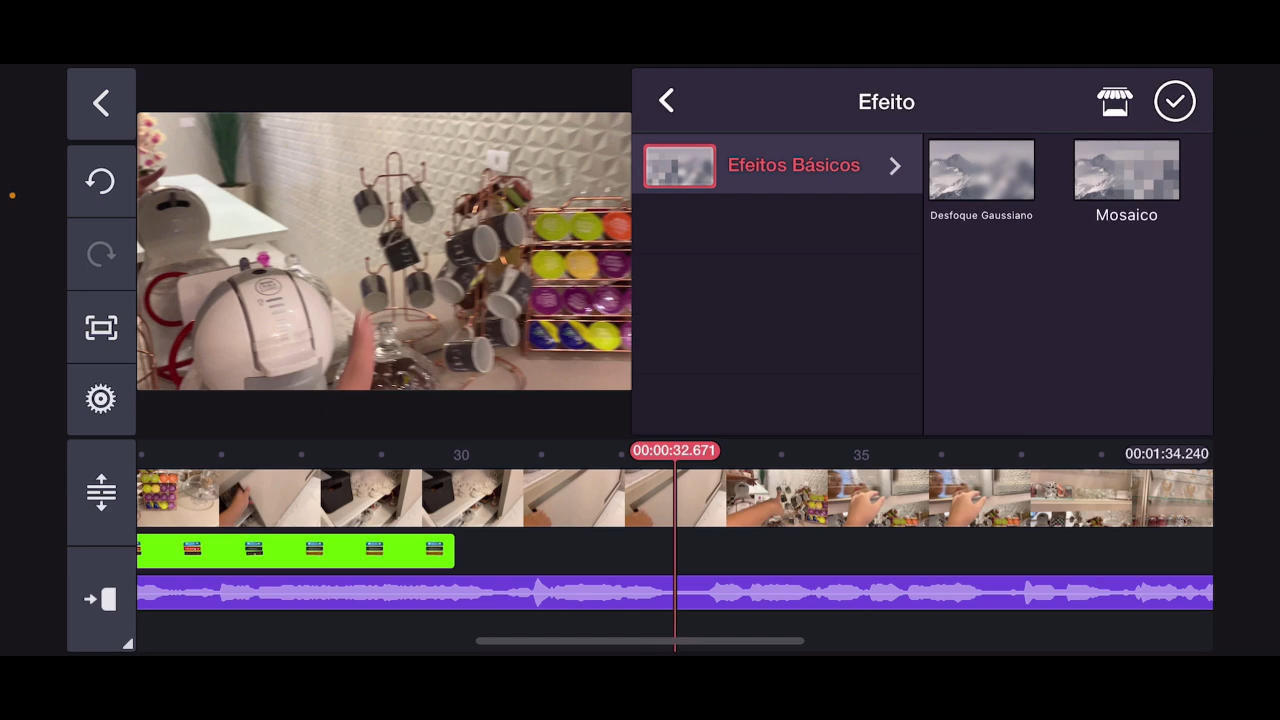 Efeito
Efeitos Básicos
Desfoque Gaussiano
Mosaico
30
00:00:32.671
35
00:01:34.240